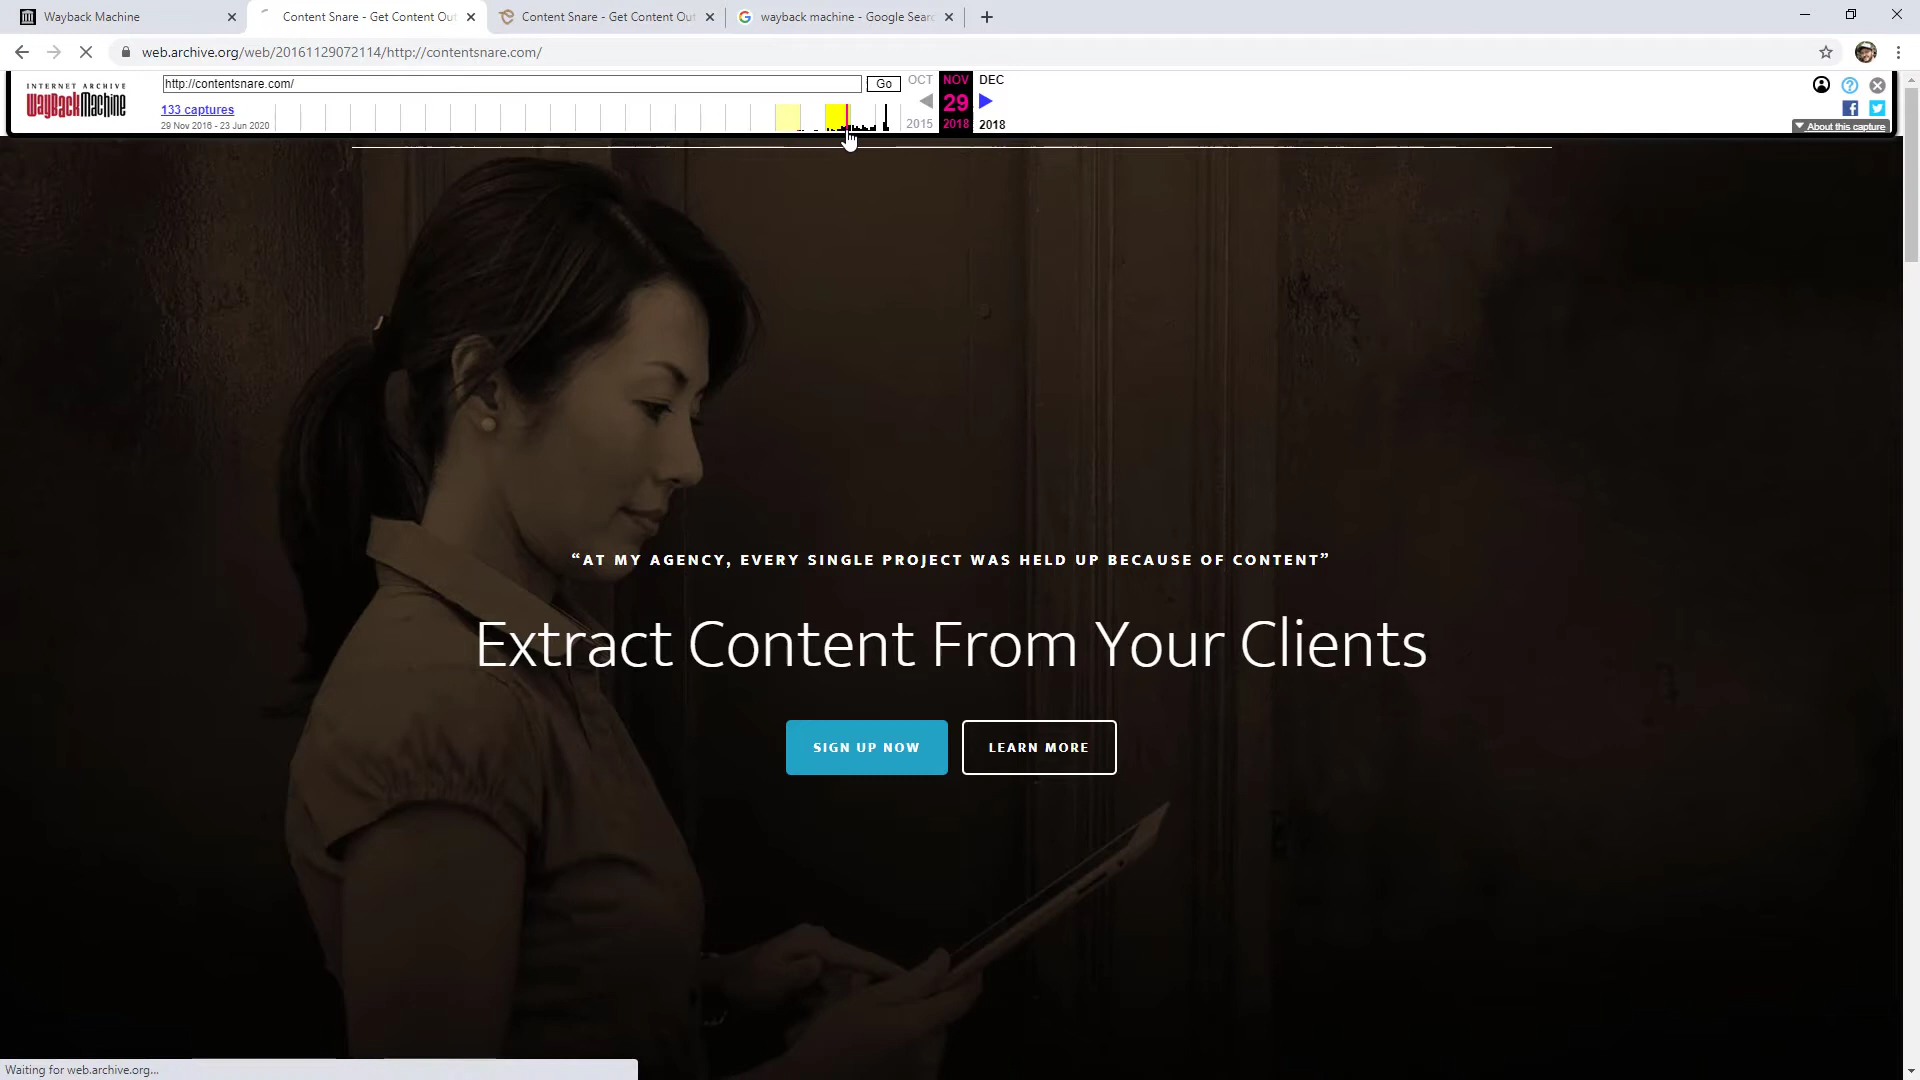 Wayback Machine
Content Snare - Get Content Out
Content Snare - Get Content Out
wayback machine - Google Searc
web.archive.org/web/20161129072114/http://contentsnare.com/
INTERNET ARCHIVE
WayBackMachine
http://contentsnare.com/
Go
OCT
NOV
DEC
133 captures
29
29 Nov 2016 - 23 Jun 2020
2015
2018
2018
About this capture
“AT MY AGENCY, EVERY SINGLE PROJECT WAS HELD UP BECAUSE OF CONTENT”
Extract Content From Your Clients
SIGN UP NOW
LEARN MORE
Waiting for web.archive.org...